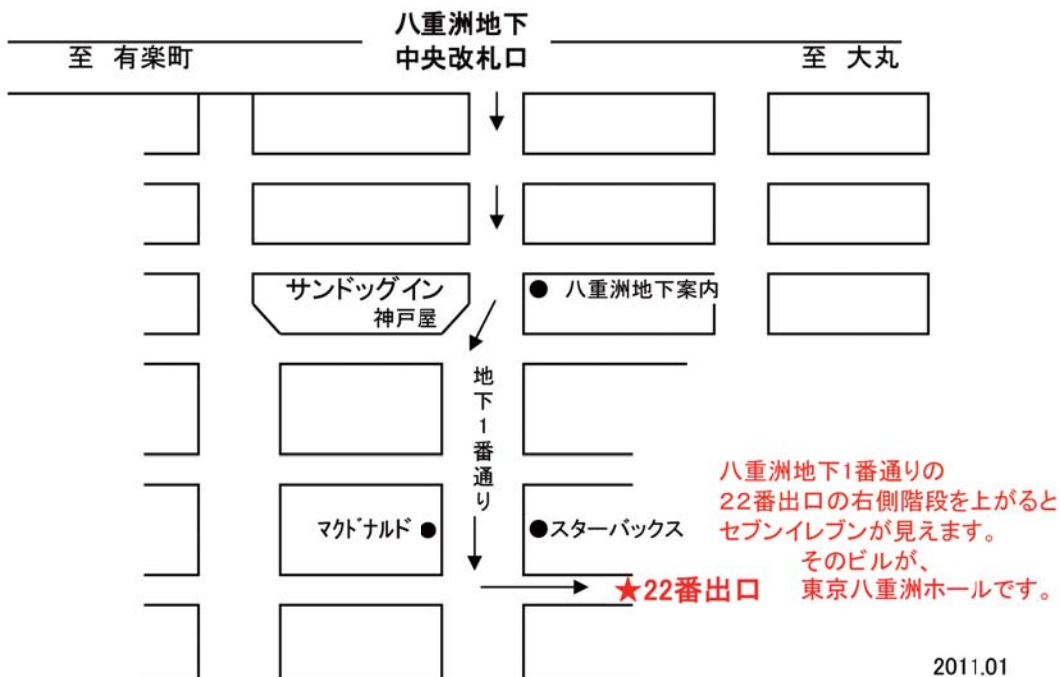 八重洲地下
中央改札口
至 有楽町
至 大丸
サンドッグイン
神戸屋
八重洲地下案内
地下1番通り
マクドナルド
スターバックス
八重洲地下1番通りの
22番出口の右側階段を上がると
セブンイレブンが見えます。
そのビルが、
東京八重洲ホールです。
★22番出口
2011.01